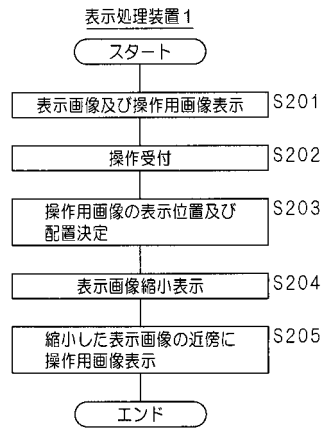 表示処理装置1
スタート
表示画像及び操作用画像表示 S201
操作受付 S202
操作用画像の表示位置及び S203
配置決定
表示画像縮小表示 S204
縮小した表示画像の近傍に S205
操作用画像表示
エンド